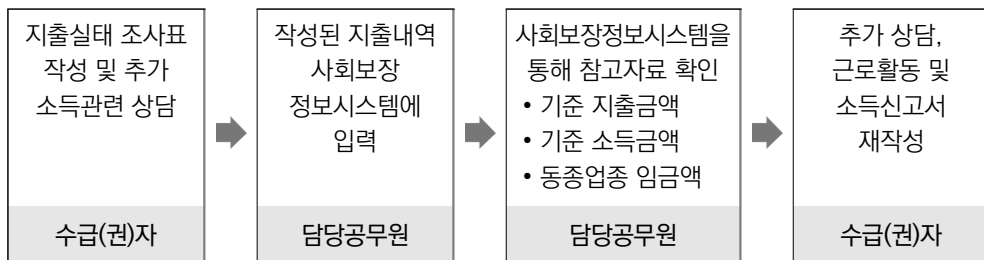 지출실태 조사표
작성 및 추가
소득관련 상담
수급(권)자
작성된 지출내역
사회보장
정보시스템에
입력
담당공무원
사회보장정보시스템을
통해 참고자료 확인
• 기준 지출금액
• 기준 소득금액
• 동종업종 임금액
담당공무원
추가 상담,
근로활동 및
소득신고서
재작성
수급(권)자